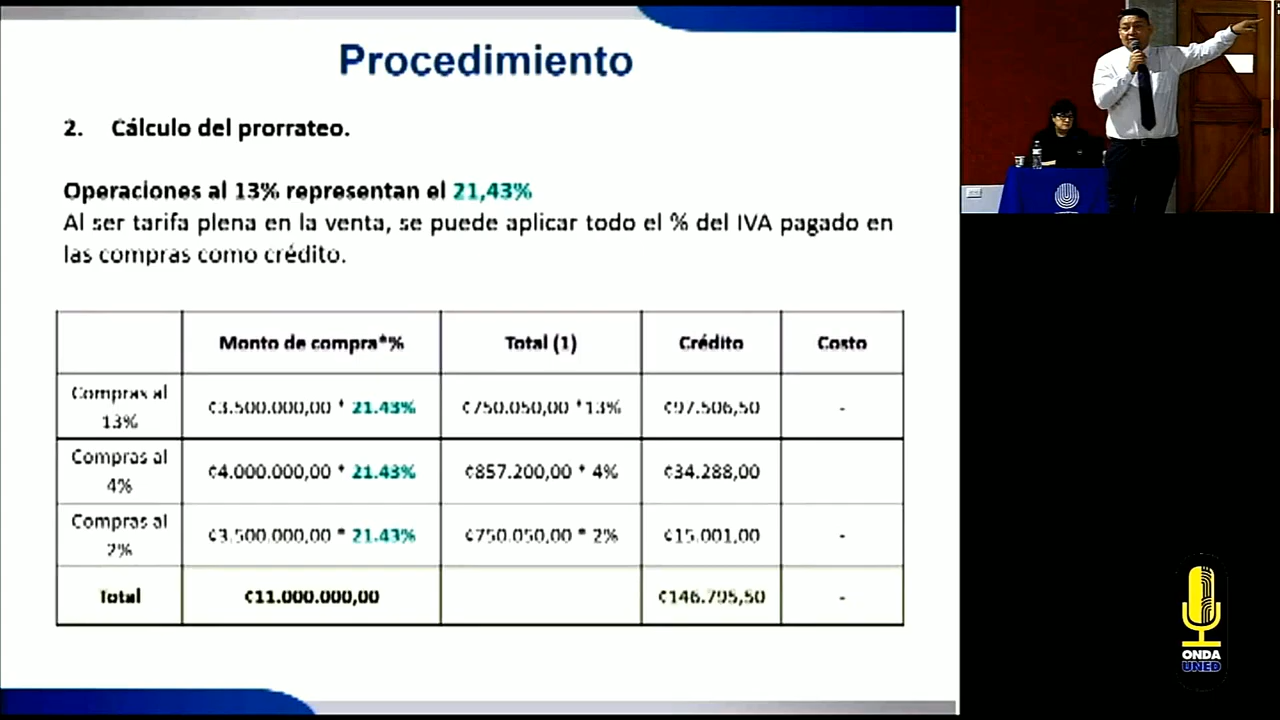 Procedimiento
2. Cálculo del prorrateo.
Operaciones al 13% representan el 21,43%
Al ser tarifa plena en la venta, se puede aplicar todo el % del IVA pagado en
las compras como crédito.
Monto de compra*% Total (1) Crédito Costo
Compras al
13% ¢3.500.000,00 * 21.43% ¢750.050,00 *13% ¢97.506,50 -
Compras al
4% ¢4.000.000,00 * 21.43% ¢857.200,00 * 4% ¢34.288,00
Compras al
2% ¢3.500.000,00 * 21.43% ¢750.050,00 * 2% ¢15.001,00 -
Total ¢11.000.000,00 ¢146.795,50 -
ONDA
UNED